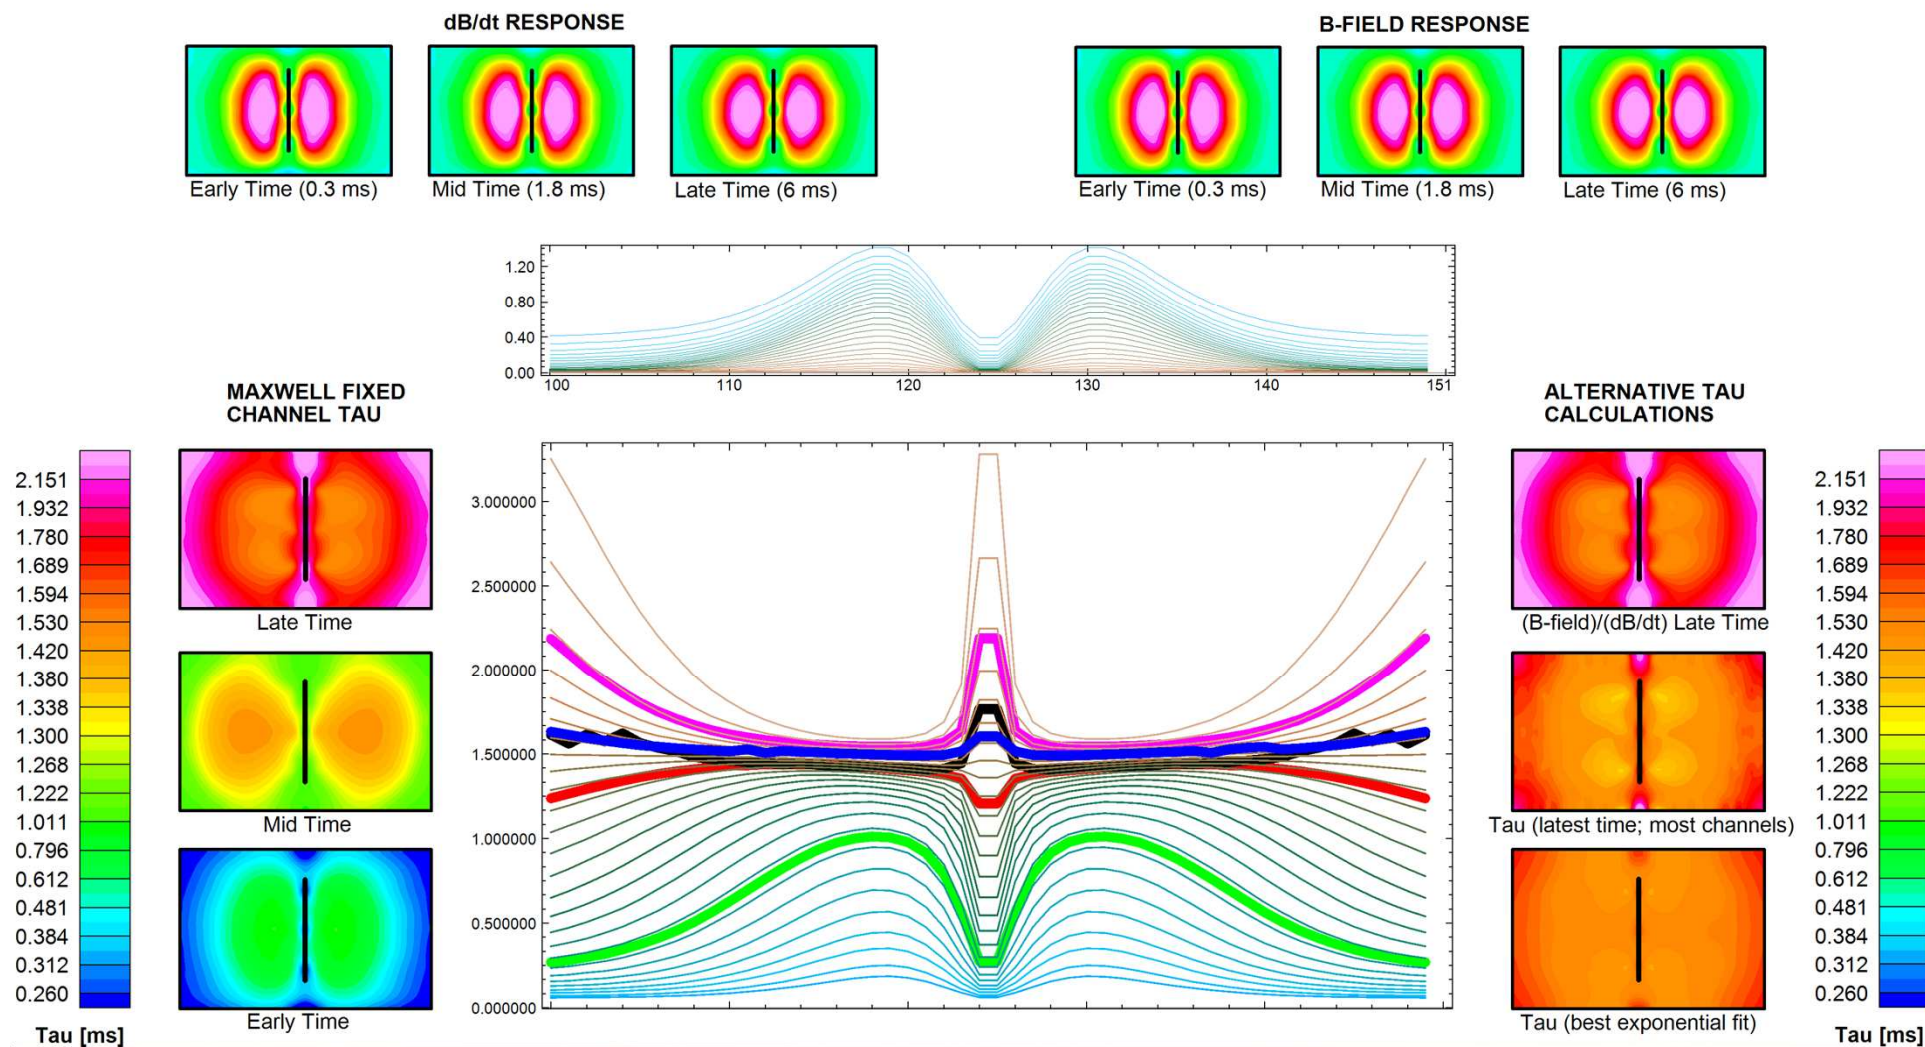 dB/dt RESPONSE
B-FIELD RESPONSE
Early Time (0.3 ms)
Mid Time (1.8 ms)
Late Time (6 ms)
Early Time (0.3 ms)
Mid Time (1.8 ms)
Late Time (6 ms)
1.20
0.80
0.40
0.00
100
110
120
130
140
151
MAXWELL FIXED
CHANNEL TAU
2.151
1.932
1.780
1.689
1.594
1.530
1.420
1.380
1.338
1.300
1.268
1.222
1.011
0.796
0.612
0.481
0.384
0.312
0.260
Tau [ms]
Late Time
Mid Time
Early Time
3.000000
2.500000
2.000000
1.500000
1.000000
0.500000
0.000000
ALTERNATIVE TAU
CALCULATIONS
(B-field)/(dB/dt) Late Time
Tau (latest time; most channels)
Tau (best exponential fit)
2.151
1.932
1.780
1.689
1.594
1.530
1.420
1.380
1.338
1.300
1.268
1.222
1.011
0.796
0.612
0.481
0.384
0.312
0.260
Tau [ms]